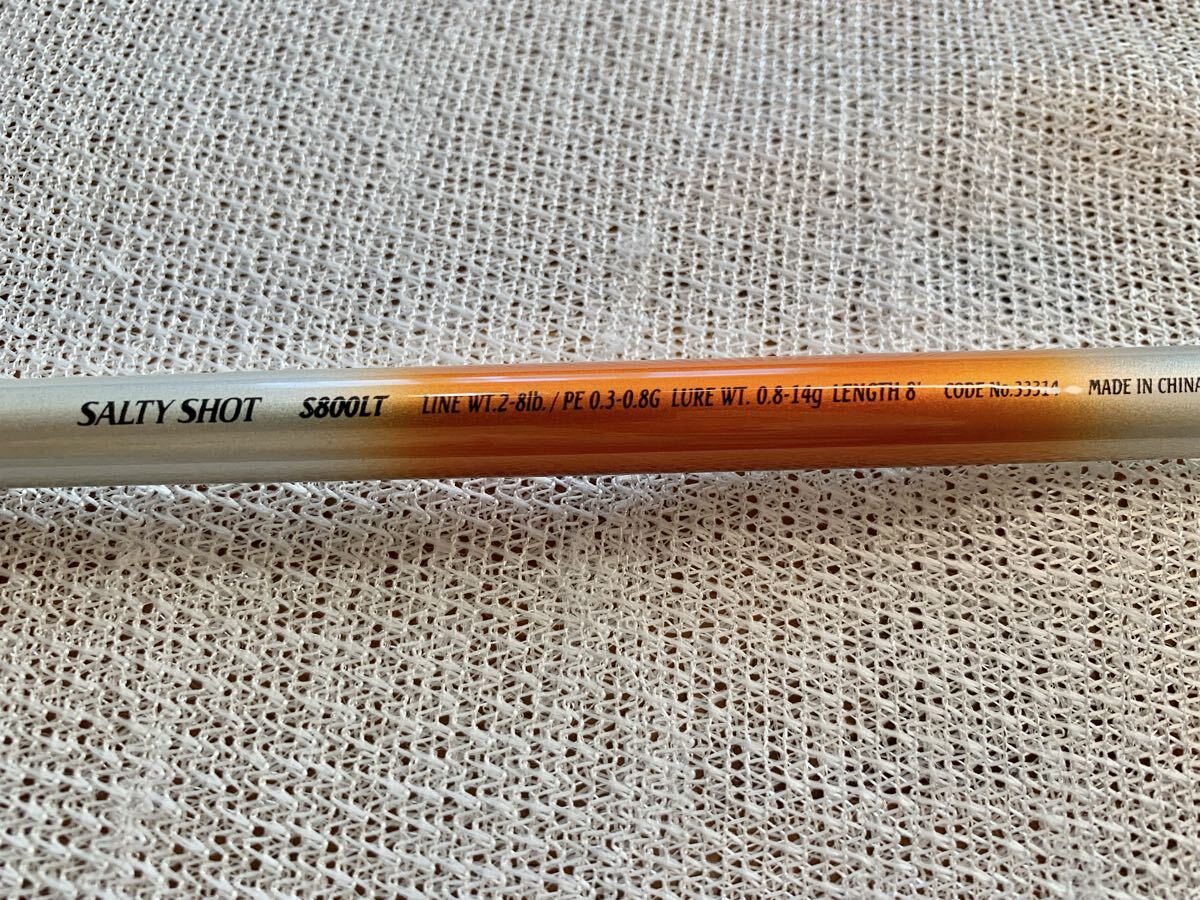 SALTY SHOT S800LT LINE WT.2-8lb. / PE 0.3-0.8G LURE WT. 0.8-14g LENGTH 8' CODE No.33314 MADE IN CHINA